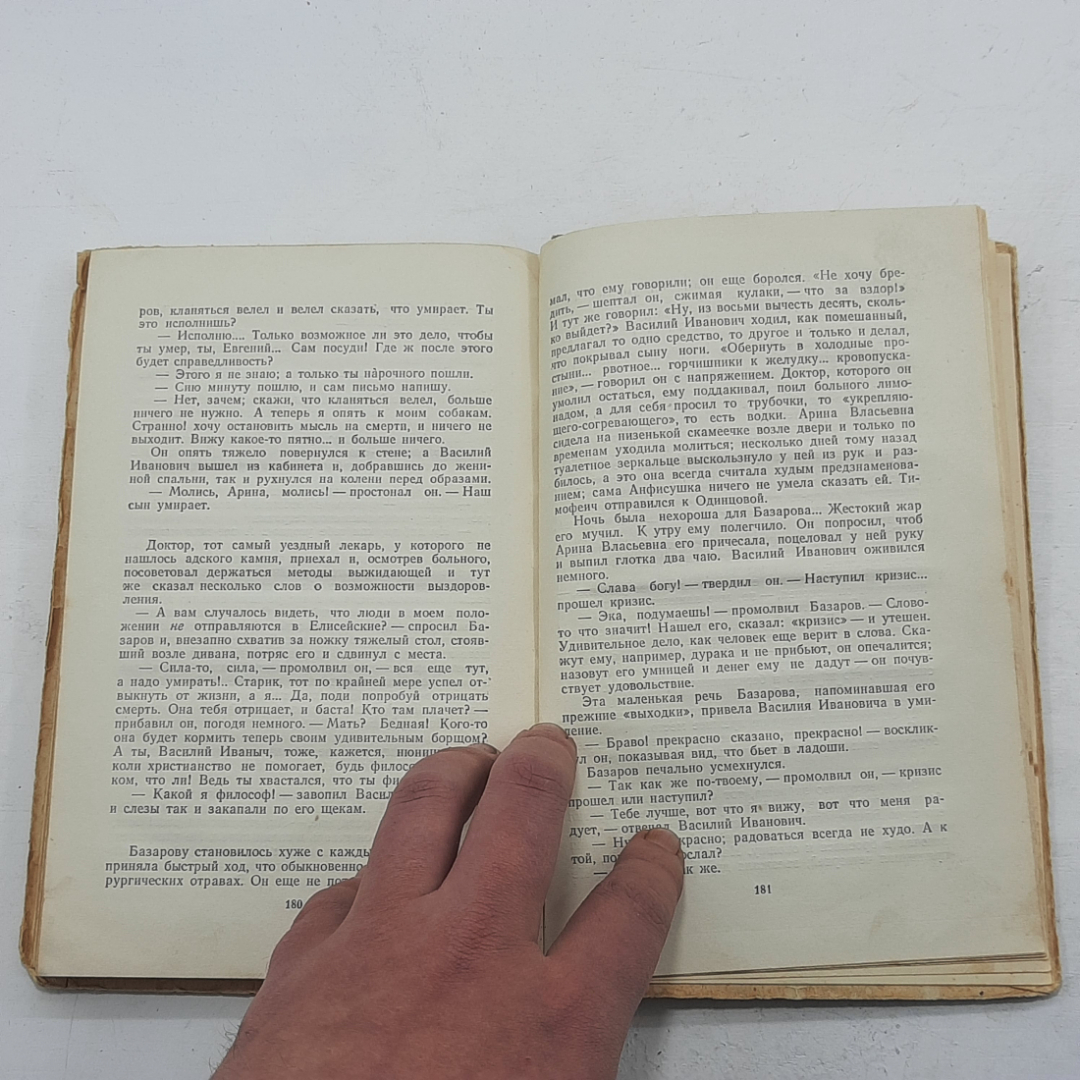 ров, кланяться велел и велел сказать, что умирает. Ты
это исполнишь?
— Исполню.... Только возможное ли это дело, чтобы
ты умер, ты, Евгений... Сам посуди! Где ж после этого
будет справедливость?
— Этого я не знаю; а только ты нарочного пошли.
— Сию минуту пошлю, и сам письмо напишу.
— Нет, зачем; скажи, что кланяться велел, больше
ничего не нужно. А теперь я опять к моим собакам.
Странно! хочу остановить мысль на смерти, и ничего не
выходит. Вижу какое-то пятно... и больше ничего.
Он опять тяжело повернулся к стене; а Василий
Иванович вышел из кабинета и, добравшись до жени-
ной спальни, так и рухнулся на колени перед образами.
— Молись, Арина, молись! — простонал он. — Наш
сын умирает.
Доктор, тот самый уездный лекарь, у которого не
нашлось адского камня, приехал и, осмотрев больного,
посоветовал держаться методы выжидающей и тут
же сказал несколько слов о возможности выздоров-
ления.
— А вам случалось видеть, что люди в моем поло-
жении не отправляются в Елисейские? — спросил Ба-
заров и, внезапно схватив за ножку тяжелый стол, стояв-
ший возле дивана, потряс его и сдвинул с места.
— Сила-то, сила, — промолвил он, — вся еще тут,
а надо умирать!.. Старик, тот по крайней мере успел от-
выкнуть от жизни, а я... Да, поди попробуй отрицать
смерть. Она тебя отрицает, и баста! Кто там плачет? —
прибавил он, погодя немного. — Мать? Бедная! Кого-то
она будет кормить теперь своим удивительным борщом?
А ты, Василий Иваныч, тоже, кажется,
коли христианство не помогает, будь
ком, что ли! Ведь ты хвастался, что ты
— Какой я философ! — завопил
и слезы так и закапали по его щекам.
Базарову становилось хуже с
приняла быстрый ход, что
рургических отравах. Он еще не
180
мал, что ему говорили; он еще боролся. «Не хочу бре-
дить, — шептал он, сжимая кулаки, — что за вздор!»
И тут же говорил: «Ну, из восьми вычесть десять, сколь-
ко выйдет?» Василий Иванович ходил, как помешанный,
предлагал то одно средство, то другое и только и делал,
что покрывал сыну ноги. «Обернуть в холодные про-
стыни... рвотное... горчишники к желудку... кровопуска-
ние», — говорил он с напряжением. Доктор, которого он
умолил остаться, ему поддакивал, поил больного лимо-
надом, а для себя просил то трубочки, то «укрепляю-
щего-согревающего», то есть водки. Арина Власьевна
сидела на низенькой скамеечке возле двери и только по
временам уходила молиться; несколько дней тому назад
туалетное зеркальце выскользнуло у ней из рук и раз-
билось, а это она всегда считала худым предзнаменова-
нием; сама Анфисушка ничего не умела сказать ей. Ти-
мофеич отправился к Одинцовой.
Ночь была нехороша для Базарова... Жестокий жар
его мучил. К утру ему полегчило. Он попросил, чтоб
Арина Власьевна его причесала, поцеловал у ней руку
и выпил глотка два чаю. Василий Иванович оживился
немного.
— Слава богу! — твердил он. — Наступил кризис...
прошел кризис.
— Эка, подумаешь! — промолвил Базаров. — Слово-
то что значит! Нашел его, сказал: «кризис» — и утешен.
Удивительное дело, как человек еще верит в слова. Ска-
жут ему, например, дурака и не прибьют, он опечалится;
назовут его умницей и денег ему не дадут — он почув-
ствует удовольствие.
Эта маленькая речь Базарова, напоминавшая его
прежние «выходки», привела Василия Ивановича в уми-
ление.
— Браво! прекрасно сказано, прекрасно! — восклик-
он, показывая вид, что бьет в ладоши.
Базаров печально усмехнулся.
— Так как же по-твоему, — промолвил он, — кризис
прошел или наступил?
— Тебе лучше, вот что я вижу, вот что меня ра-
дует, — отвечал Василий Иванович.
— радоваться всегда не худо. А к
той,
— же.
181